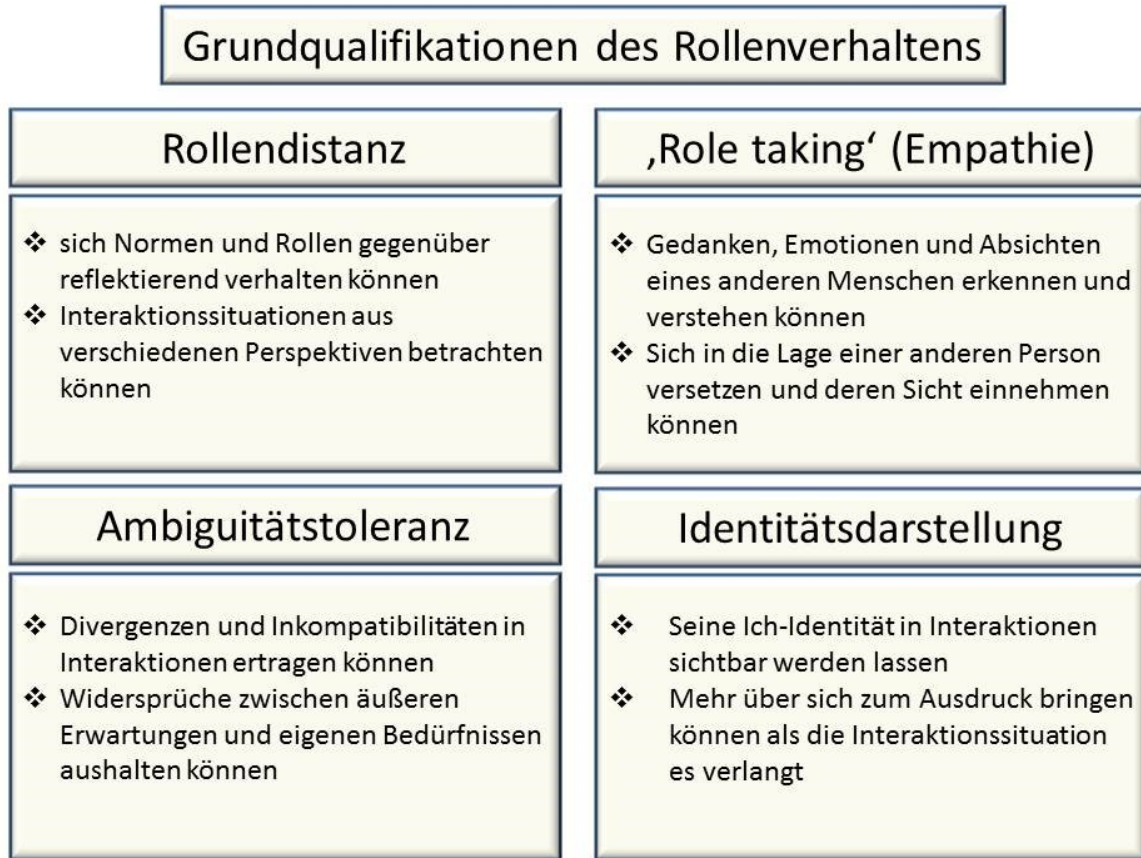 Grundqualifikationen des Rollenverhaltens
Rollendistanz
❖ sich Normen und Rollen gegenüber
reflektierend verhalten können
❖ Interaktionssituationen aus
verschiedenen Perspektiven betrachten
können
‚Role taking‘ (Empathie)
❖ Gedanken, Emotionen und Absichten
eines anderen Menschen erkennen und
verstehen können
❖ Sich in die Lage einer anderen Person
versetzen und deren Sicht einnehmen
können
Ambiguitätstoleranz
❖ Divergenzen und Inkompatibilitäten in
Interaktionen ertragen können
❖ Widersprüche zwischen äußeren
Erwartungen und eigenen Bedürfnissen
aushalten können
Identitätsdarstellung
❖ Seine Ich-Identität in Interaktionen
sichtbar werden lassen
❖ Mehr über sich zum Ausdruck bringen
können als die Interaktionssituation
es verlangt